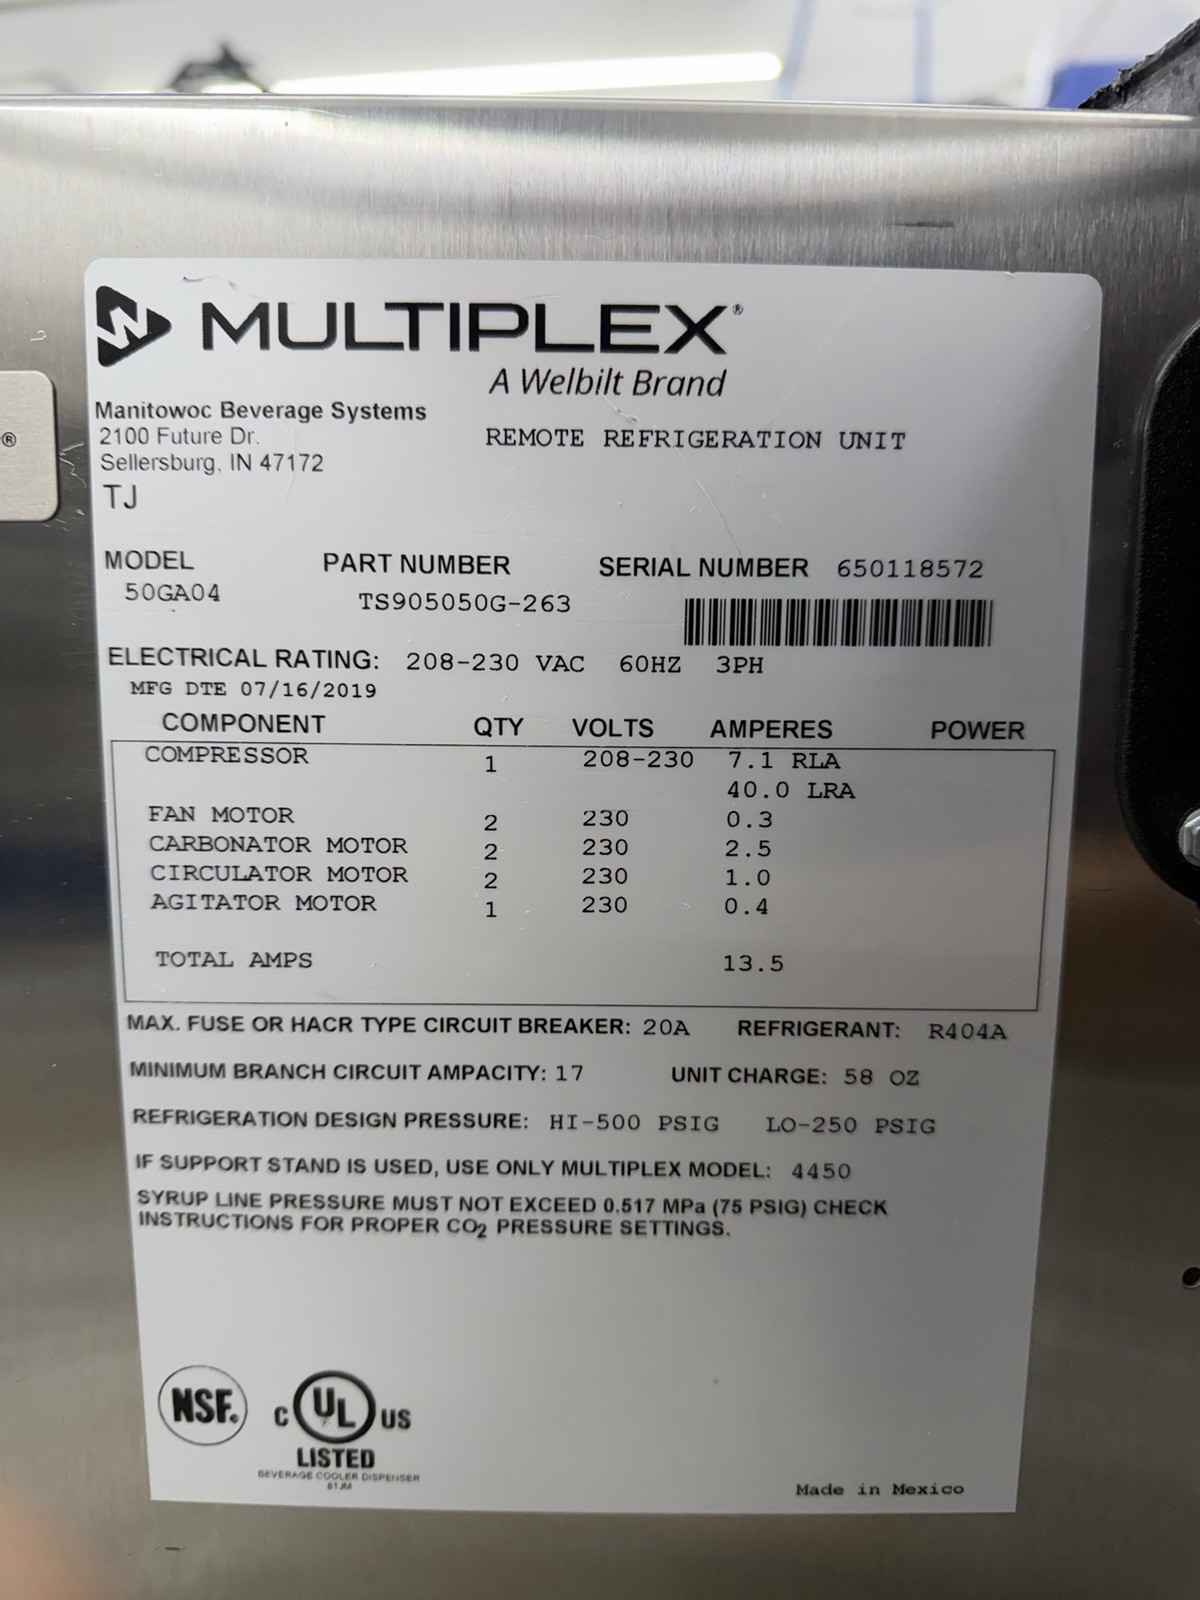 ®
MULTIPLEX®
A Welbilt Brand
Manitowoc Beverage Systems
2100 Future Dr.
Sellersburg, IN 47172
TJ
REMOTE REFRIGERATION UNIT
MODEL PART NUMBER SERIAL NUMBER 650118572
50GA04 TS905050G-263
ELECTRICAL RATING: 208-230 VAC 60HZ 3PH
MFG DTE 07/16/2019
COMPONENT QTY VOLTS AMPERES POWER
COMPRESSOR 1 208-230 7.1 RLA
40.0 LRA
FAN MOTOR 2 230 0.3
CARBONATOR MOTOR 2 230 2.5
CIRCULATOR MOTOR 2 230 1.0
AGITATOR MOTOR 1 230 0.4
TOTAL AMPS 13.5
MAX. FUSE OR HACR TYPE CIRCUIT BREAKER: 20A REFRIGERANT: R404A
MINIMUM BRANCH CIRCUIT AMPACITY: 17 UNIT CHARGE: 58 OZ
REFRIGERATION DESIGN PRESSURE: HI-500 PSIG LO-250 PSIG
IF SUPPORT STAND IS USED, USE ONLY MULTIPLEX MODEL: 4450
SYRUP LINE PRESSURE MUST NOT EXCEED 0.517 MPa (75 PSIG) CHECK
INSTRUCTIONS FOR PROPER CO2 PRESSURE SETTINGS.
NSF®
C UL US
LISTED
BEVERAGE COOLER DISPENSER
81JM
Made in Mexico